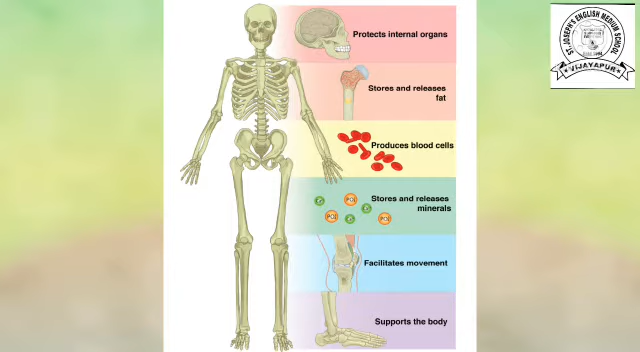 Protects internal organs
Stores and releases
fat
Produces blood cells
Stores and releases
minerals
Facilitates movement
Supports the body
ST. JOSEPH'S ENGLISH MEDIUM SCHOOL
VIJAYAPUR